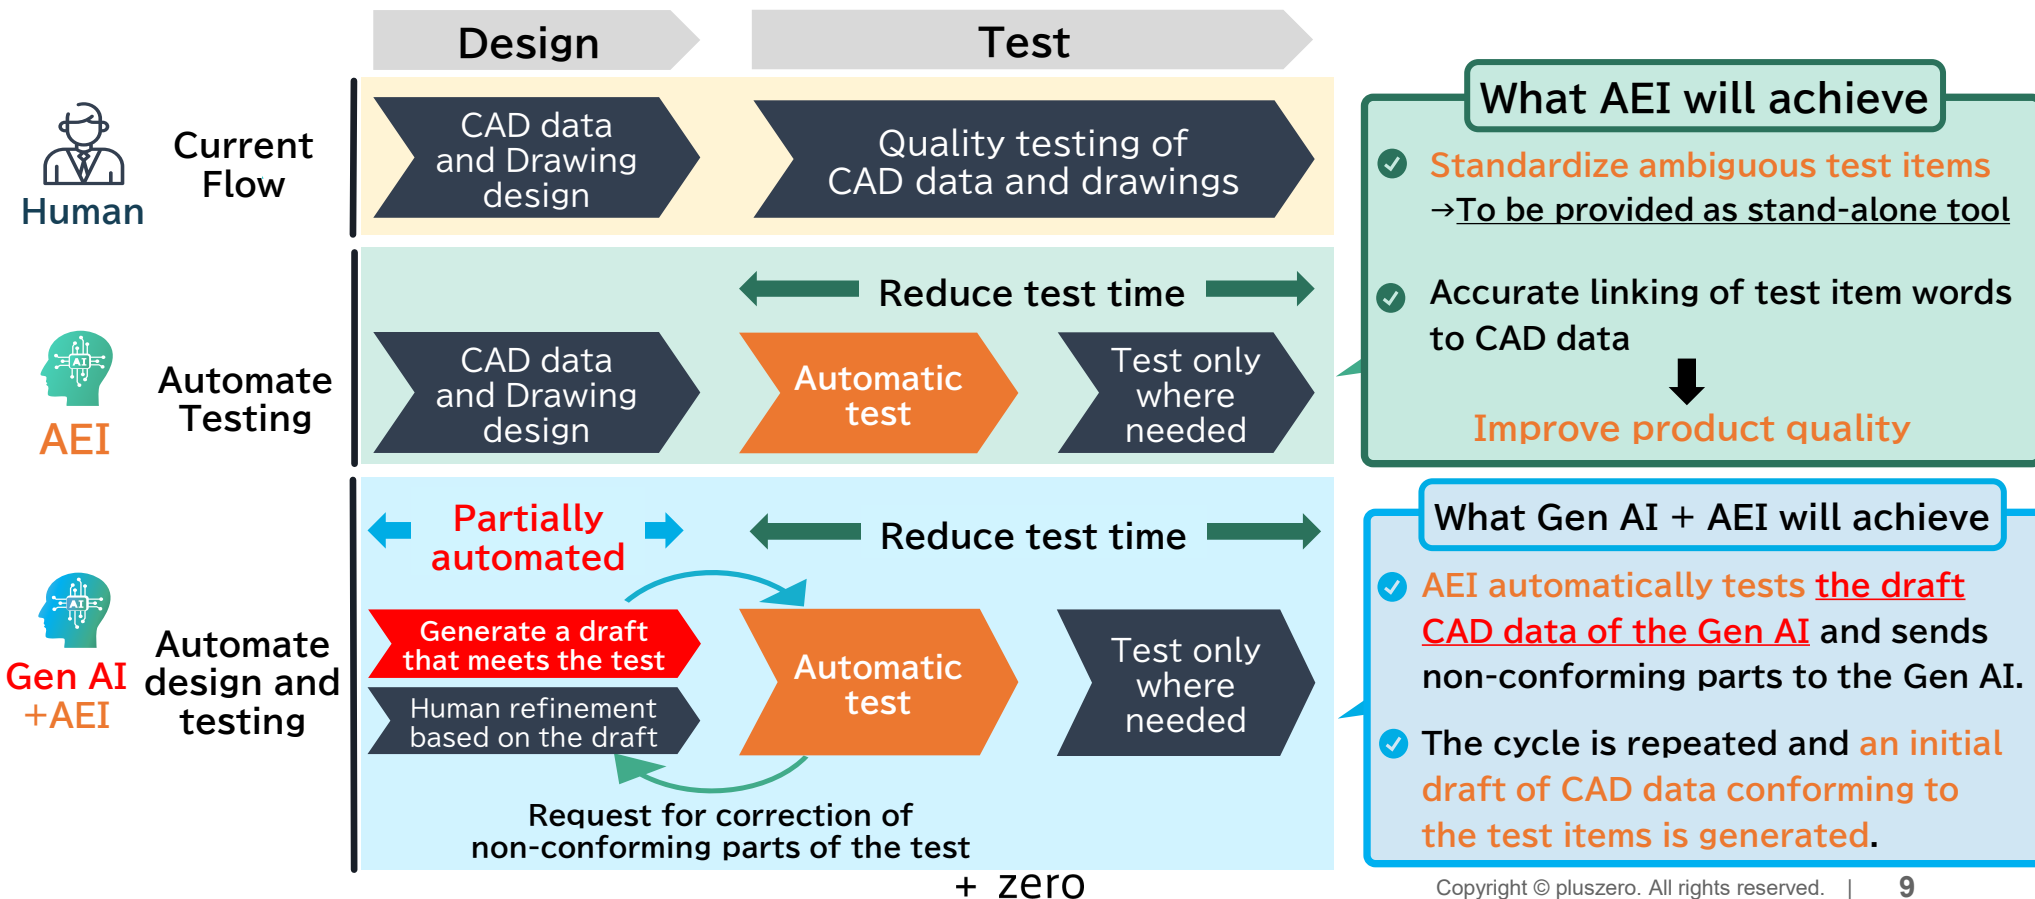 Design
Test
Human
Current
Flow
CAD data
and Drawing
design
Quality testing of
CAD data and drawings
What AEI will achieve
Standardize ambiguous test items
→To be provided as stand-alone tool
Accurate linking of test item words
to CAD data
Improve product quality
AI
AEI
Automate
Testing
Reduce test time
CAD data
and Drawing
design
Automatic
test
Test only
where
needed
AI
Gen AI
+AEI
Automate
design and
testing
Partially
automated
Reduce test time
Generate a draft
that meets the test
Human refinement
based on the draft
Automatic
test
Test only
where
needed
Request for correction of
non-conforming parts of the test
What Gen AI + AEI will achieve
AEI automatically tests the draft
CAD data of the Gen AI and sends
non-conforming parts to the Gen AI.
The cycle is repeated and an initial
draft of CAD data conforming to
the test items is generated.
+ zero
Copyright © pluszero. All rights reserved. | 9